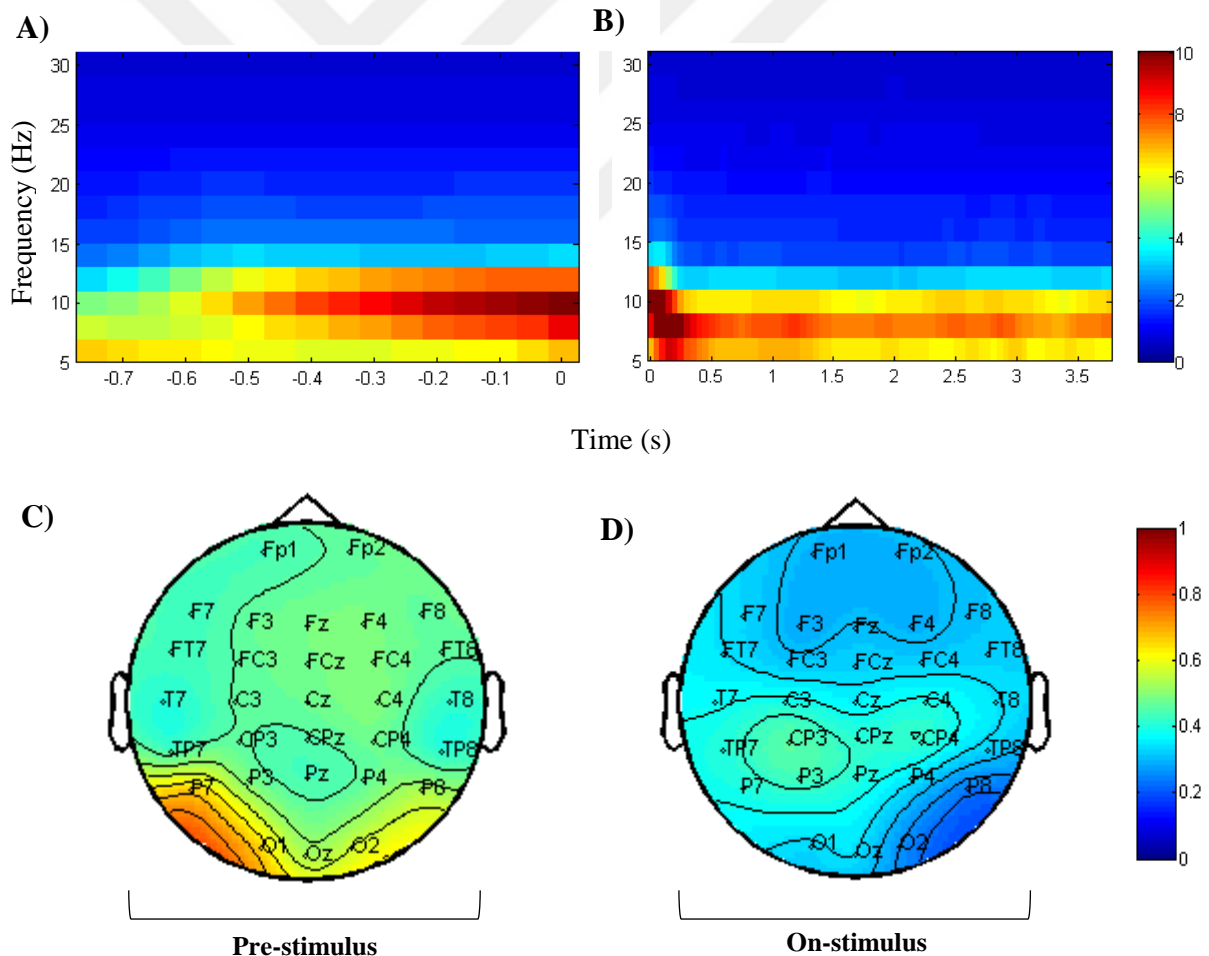 A)
B)
30
25
20
15
10
5
-0.7 -0.6 -0.5 -0.4 -0.3 -0.2 -0.1 0
Frequency (Hz)
30
25
20
15
10
5
0 0.5 1 1.5 2 2.5 3 3.5
10
8
6
4
2
0
Time (s)
C)
Fp1 Fp2
F7 F3 Fz F4 F8
FT7 FC3 FCz FC4
T7 C3 Cz C4 T8
TP7 CP3 CPz CP4 TP8
P7 P3 Pz P4 P8
O1 Oz O2
Pre-stimulus
D)
Fp1 Fp2
F7 F3 Fz F4 F8
FT7 FC3 FCz FC4 FT8
T7 C3 Cz C4 T8
TP7 CP3 CPz CP4 TP8
P7 P3 Pz P4 P8
O1 Oz O2
On-stimulus
1
0.8
0.6
0.4
0.2
0